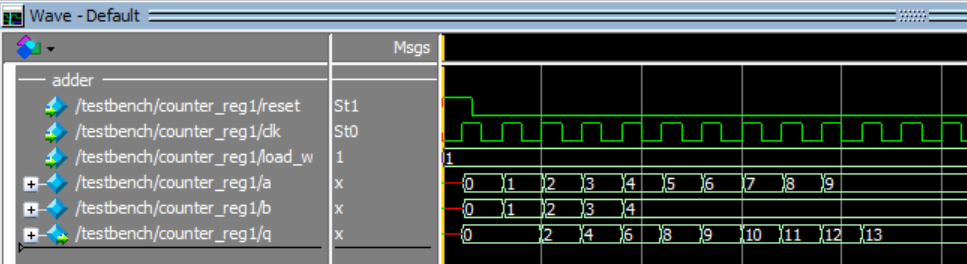 Wave - Default
Msgs
adder
/testbench/counter_reg1/reset St1
/testbench/counter_reg1/clk St0
/testbench/counter_reg1/load_w 1 1
/testbench/counter_reg1/a x 0 1 2 3 4 5 6 7 8 9
/testbench/counter_reg1/b x 0 1 2 3 4
/testbench/counter_reg1/q x 0 2 4 6 8 9 10 11 12 13